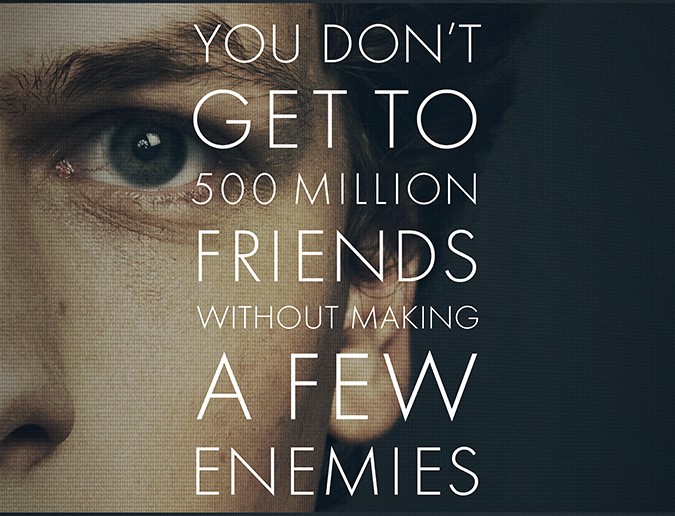 YOU DON'T
GET TO
500 MILLION
FRIENDS
WITHOUT MAKING
A FEW
ENEMIES